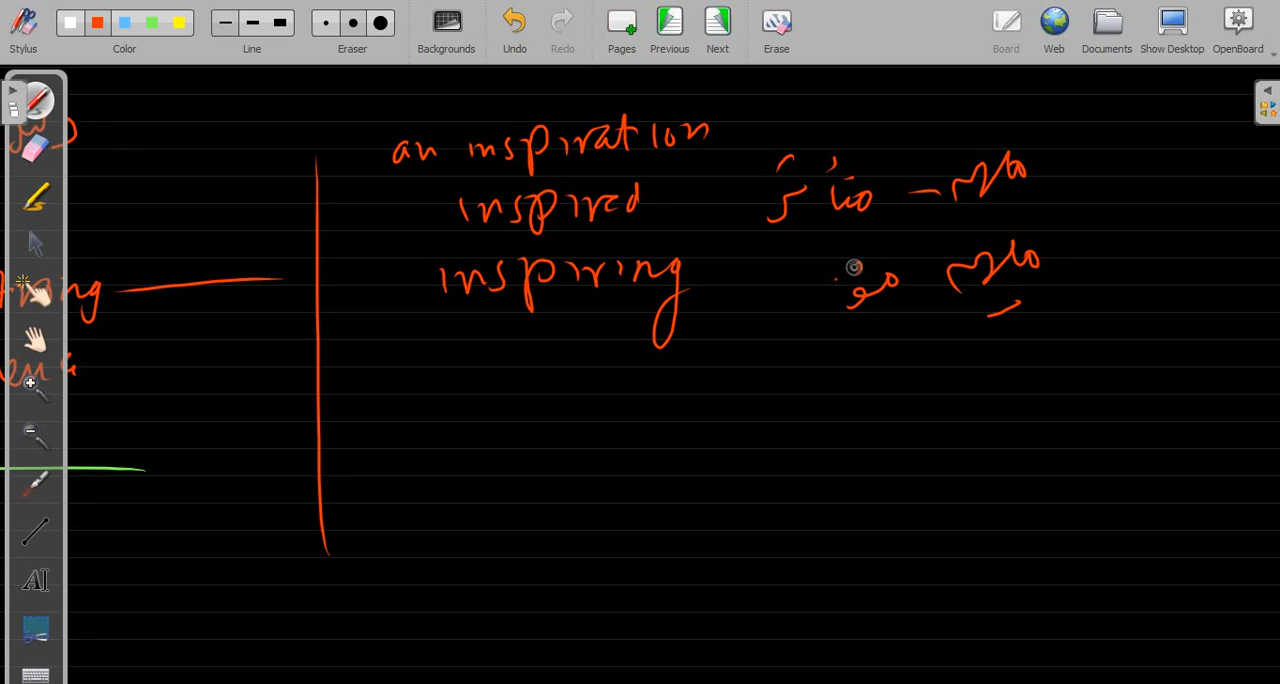 Stylus
Color
Line
Eraser
Backgrounds
Undo
Redo
Pages
Previous
Next
Erase
Board
Web
Documents
Show Desktop
OpenBoard
an inspiration
inspired
inspiring